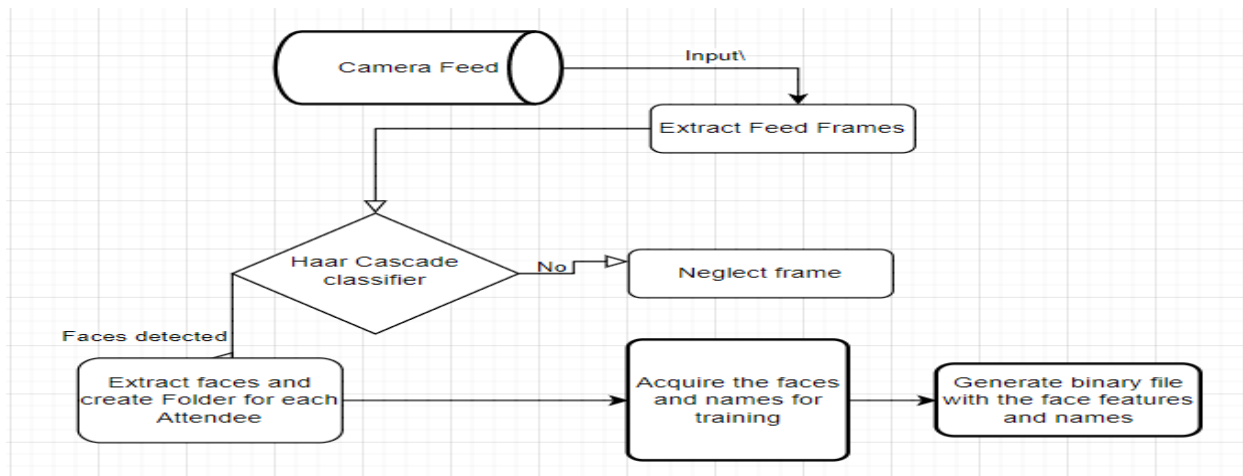 Input\
Camera Feed
Extract Feed Frames
Haar Cascade
classifier
No
Neglect frame
Faces detected
Extract faces and
create Folder for each
Attendee
Acquire the faces
and names for
training
Generate binary file
with the face features
and names